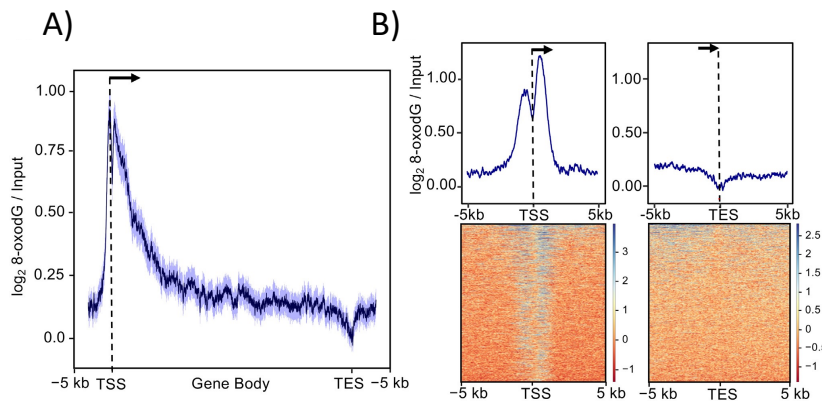 A)
B)
log2 8-oxodG / Input
1.00
0.75
0.50
0.25
0.0
−5 kb TSS Gene Body TES −5 kb
log2 8-oxodG / Input
1.00
0.50
0.00
-5kb TSS 5kb
1.00
0.50
0.00
-5kb TES 5kb
3
2
1
0
−1
−5 kb TSS 5 kb
2.5
2
1.5
1
0.5
0
−0.5
−1
−5 kb TES 5 kb